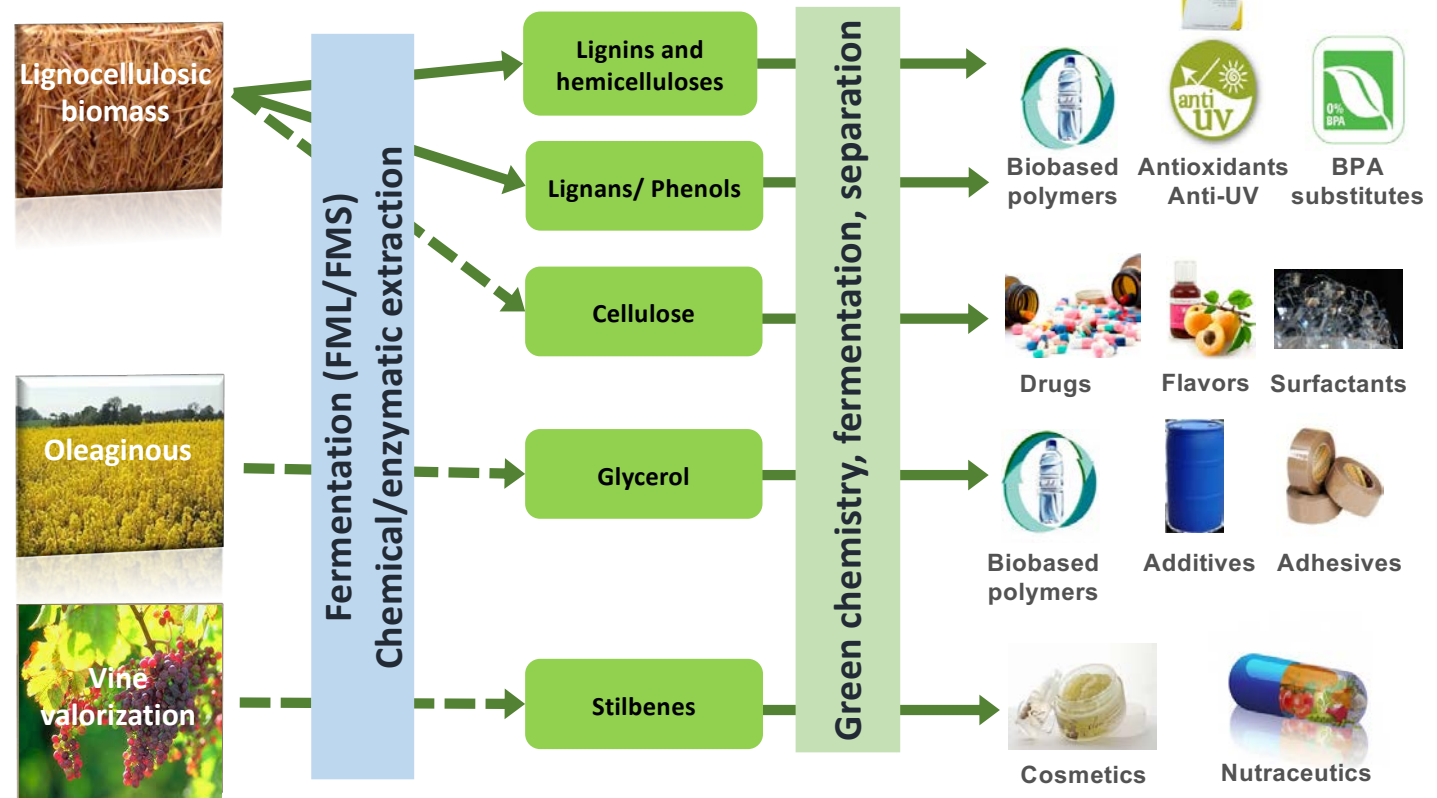 Lignocellulosic
biomass
Oleaginous
Vine
valorization
Fermentation (FML/FMS)
Chemical/enzymatic extraction
Lignins and
hemicelluloses
Lignans/ Phenols
Cellulose
Glycerol
Stilbenes
Green chemistry, fermentation, separation
anti
UV
0%
BPA
Biobased
polymers
Antioxidants
Anti-UV
BPA
substitutes
Drugs
Flavors
Surfactants
Biobased
polymers
Additives
Adhesives
Cosmetics
Nutraceutics